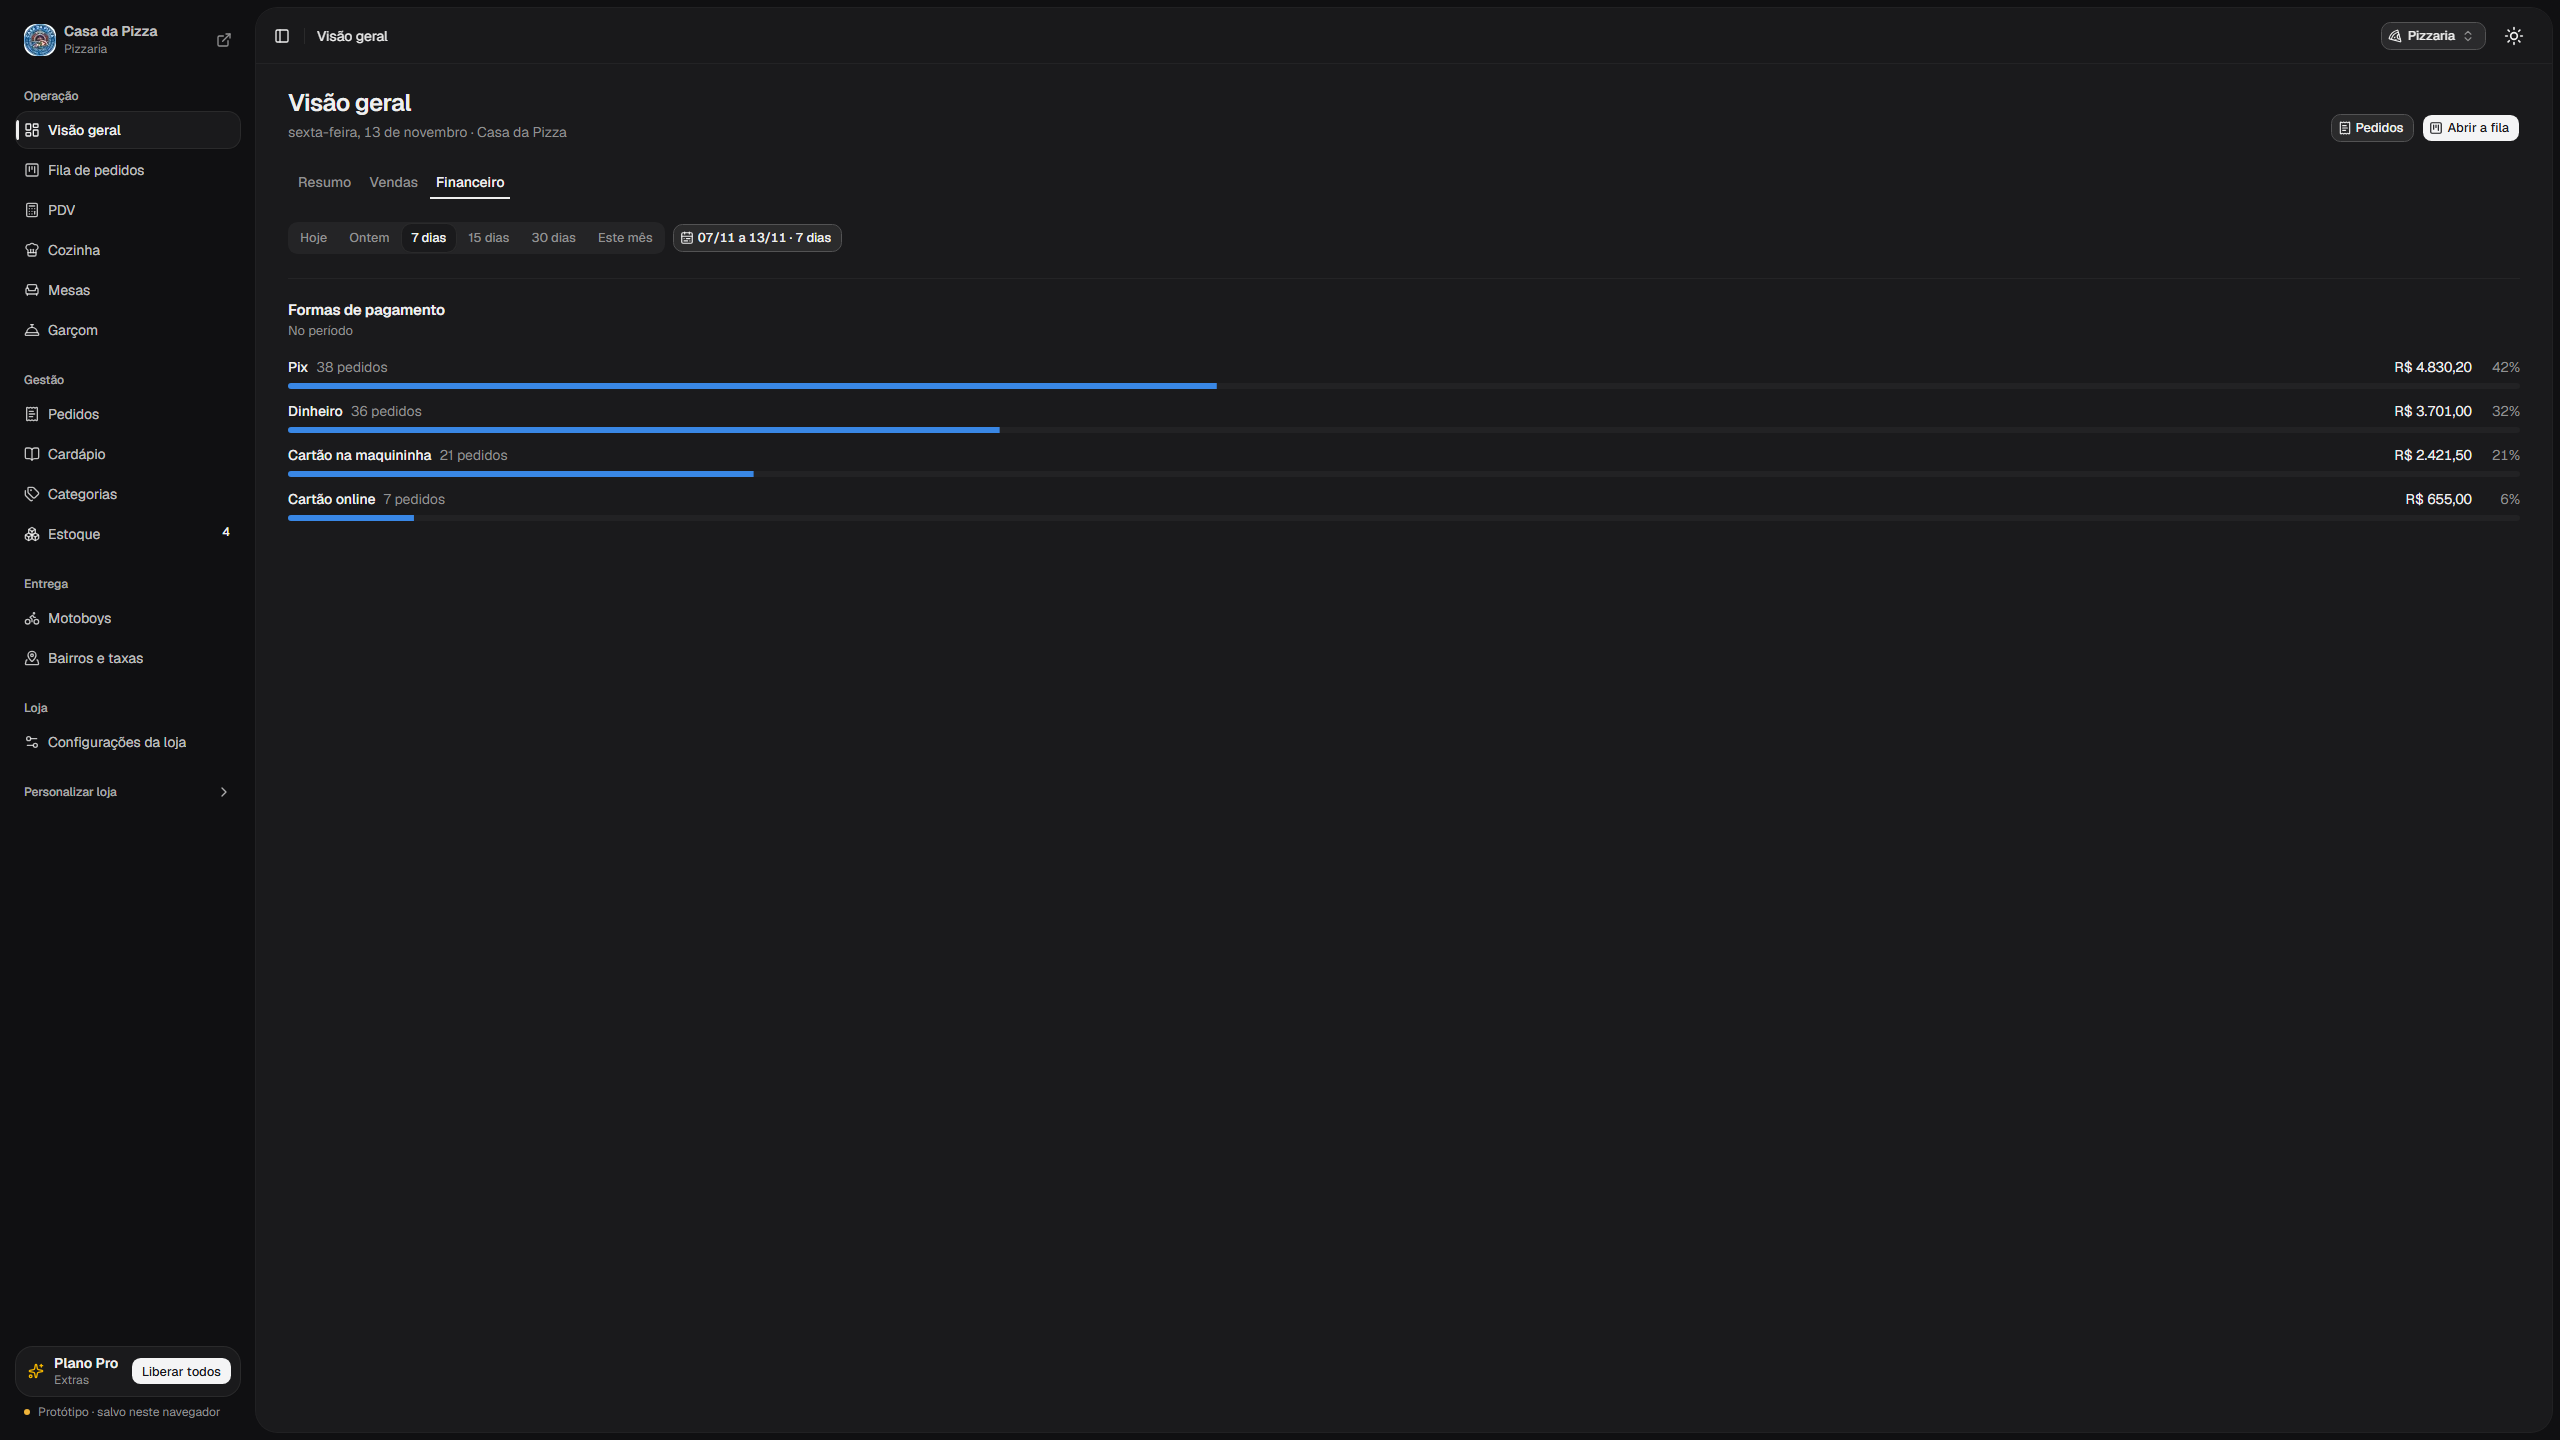 Casa da Pizza
Pizzaria
Operação
Visão geral
Fila de pedidos
PDV
Cozinha
Mesas
Garçom
Gestão
Pedidos
Cardápio
Categorias
Estoque 4
Entrega
Motoboys
Bairros e taxas
Loja
Configurações da loja
Personalizar loja
Plano Pro
Extras
Liberar todos
Protótipo · salvo neste navegador
Visão geral
Pizzaria
Visão geral
sexta-feira, 13 de novembro · Casa da Pizza
Pedidos
Abrir a fila
Resumo Vendas Financeiro
Hoje Ontem 7 dias 15 dias 30 dias Este mês 07/11 a 13/11 · 7 dias
Formas de pagamento
No período
Pix 38 pedidos R$ 4.830,20 42%
Dinheiro 36 pedidos R$ 3.701,00 32%
Cartão na maquininha 21 pedidos R$ 2.421,50 21%
Cartão online 7 pedidos R$ 655,00 6%